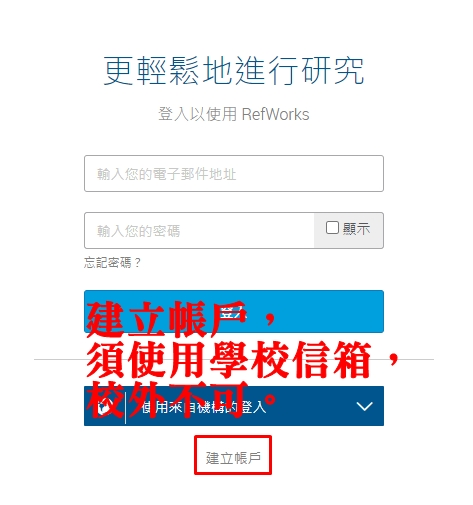 更輕鬆地進行研究
登入以使用 RefWorks
輸入您的電子郵件地址
輸入您的密碼
顯示
忘記密碼？
登入
建立帳戶，
須使用學校信箱，
校外不可。
使用來自機構的登入
建立帳戶